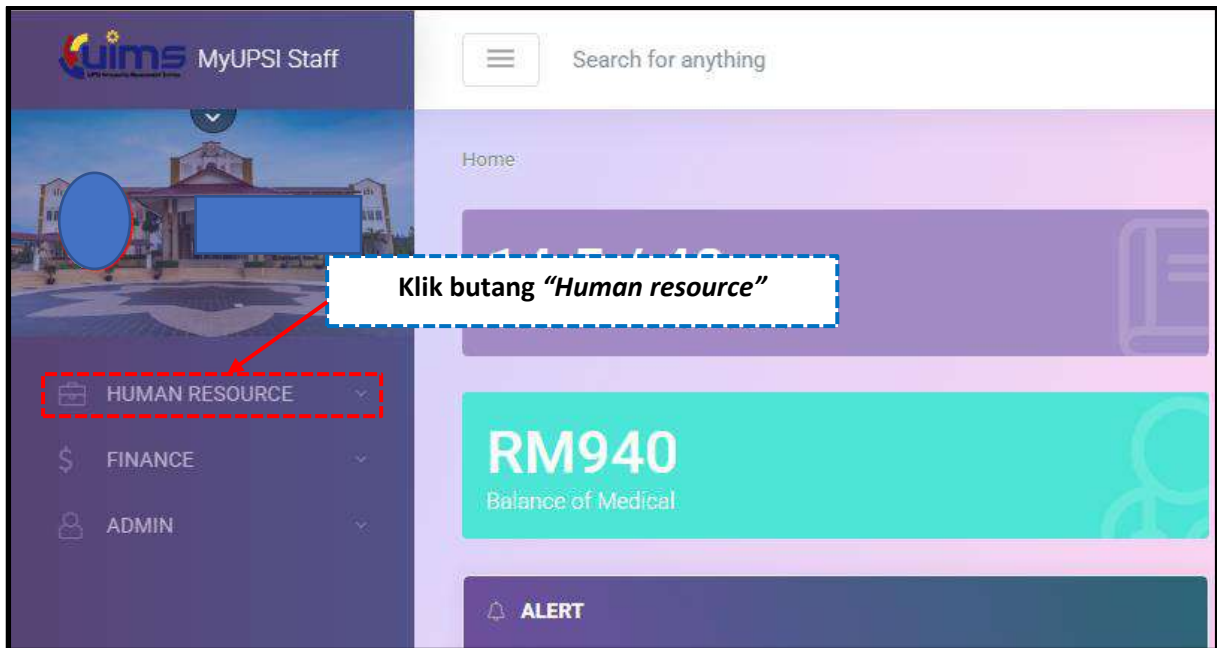 uims MyUPSI Staff
Search for anything
Home
Klik butang “Human resource”
HUMAN RESOURCE
FINANCE
ADMIN
RM940
Balance of Medical
ALERT